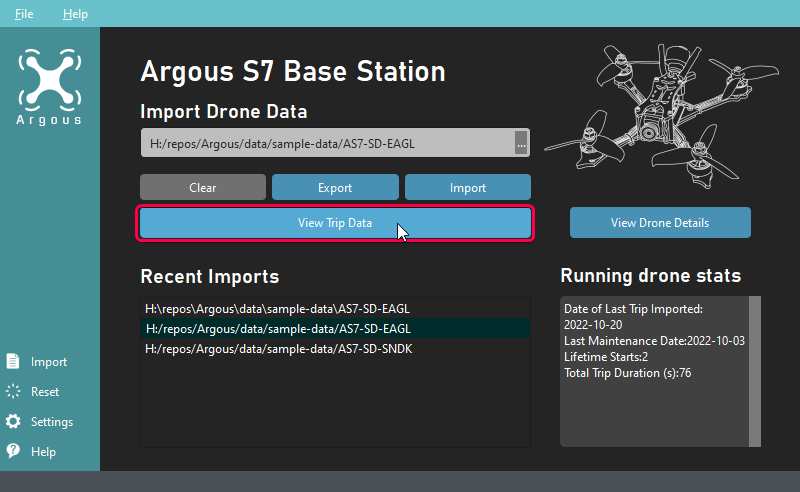 File Help
Argous
Argous S7 Base Station
Import Drone Data
H:/repos/Argous/data/sample-data/AS7-SD-EAGL ...
Clear Export Import
View Trip Data
View Drone Details
Recent Imports
H:\repos\Argous\data\sample-data\AS7-SD-EAGL
H:/repos/Argous/data/sample-data/AS7-SD-EAGL
H:/repos/Argous/data/sample-data/AS7-SD-SNDK
Running drone stats
Date of Last Trip Imported:
2022-10-20
Last Maintenance Date:2022-10-03
Lifetime Starts:2
Total Trip Duration (s):76
Import
Reset
Settings
Help